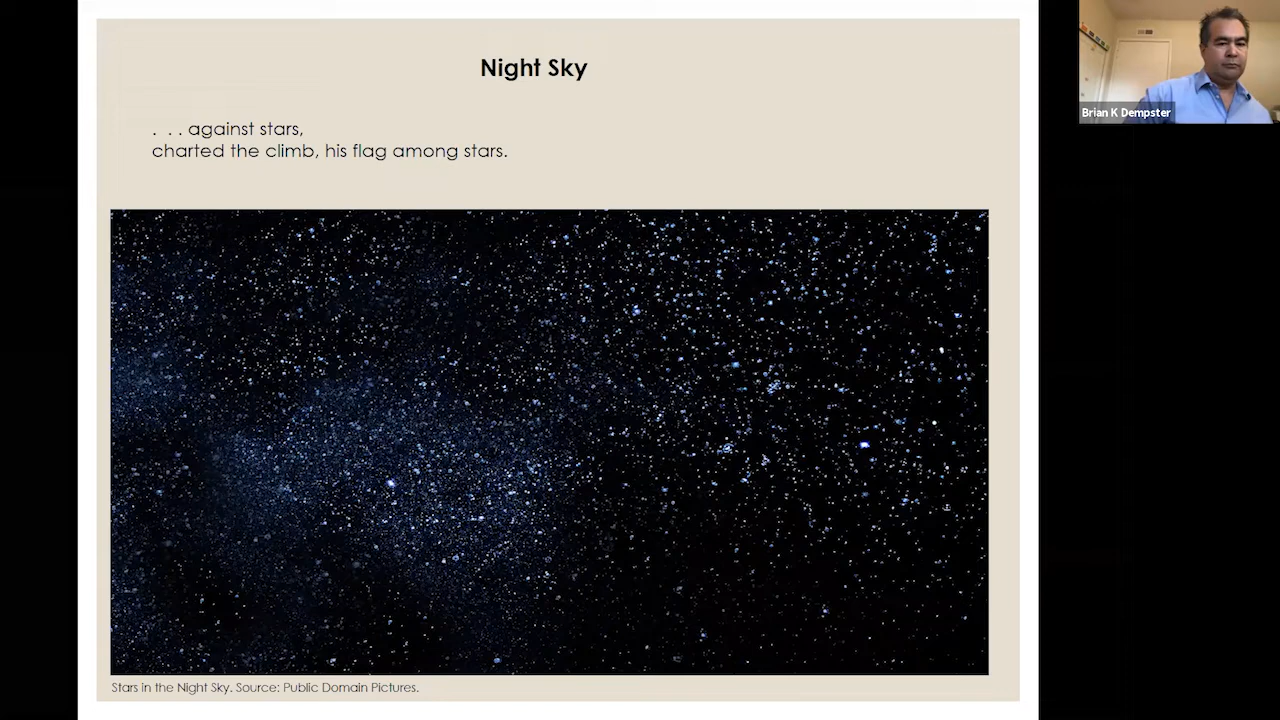 Night Sky
. . . against stars,
charted the climb, his flag among stars.
Stars in the Night Sky. Source: Public Domain Pictures.
Brian K Dempster